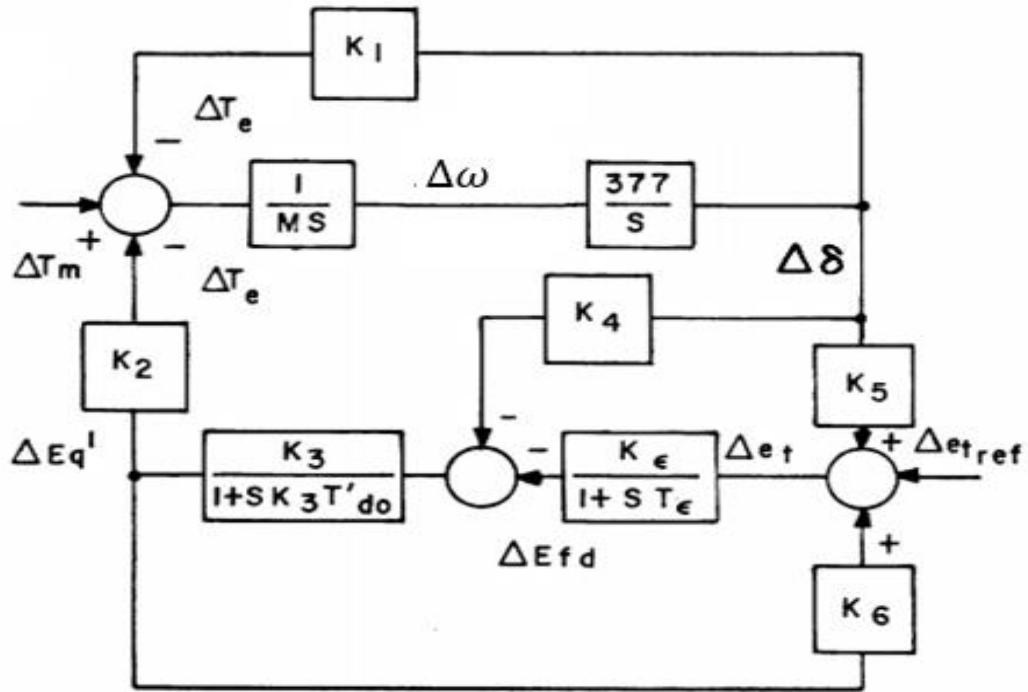 K1
ΔTe
−
1
MS
Δω
377
S
+
−
ΔTm
ΔTe
Δδ
K4
K2
K5
−
ΔEq'
K3
1+SK3T'do
−
Kε
1+STε
Δet
+
Δetref
ΔEfd
+
K6